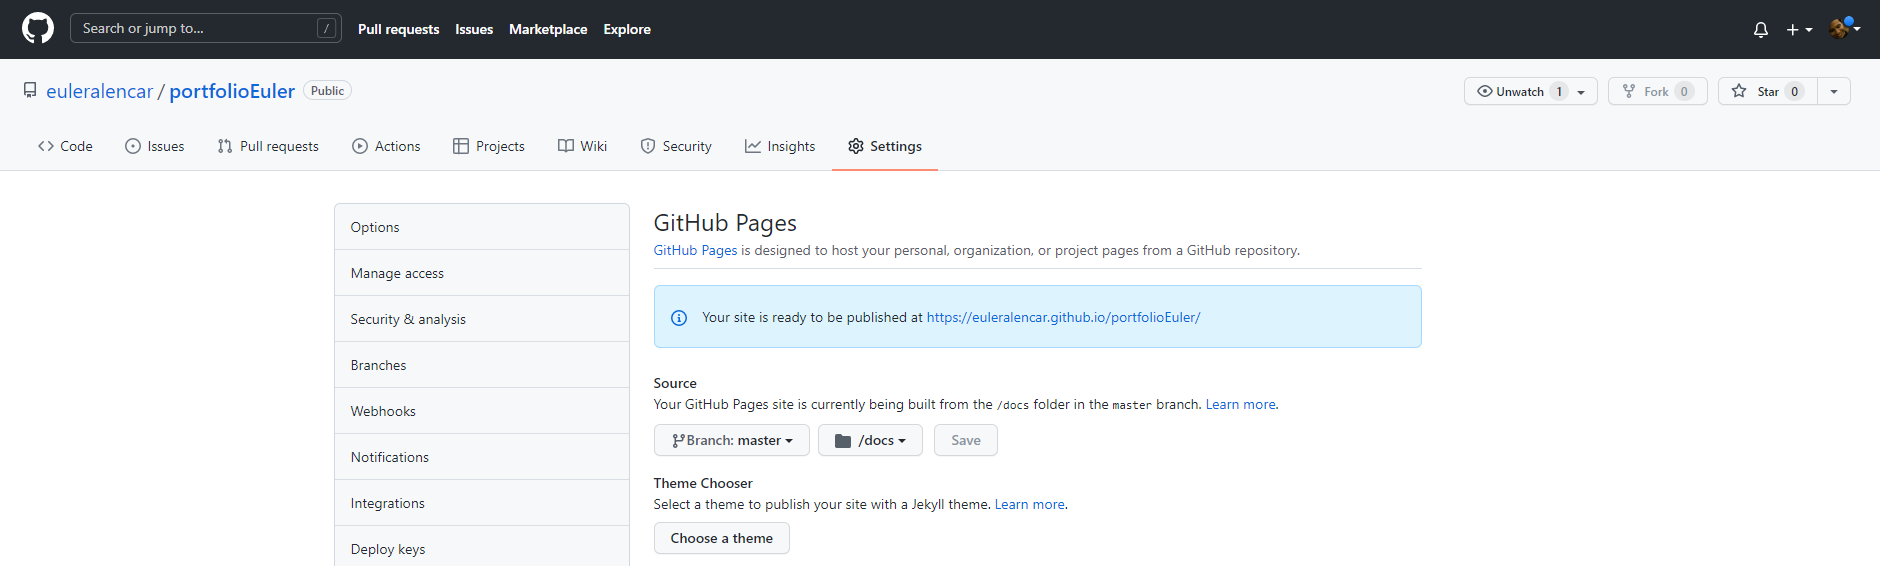 Search or jump to... / Pull requests Issues Marketplace Explore
euleralencar / portfolioEuler Public Unwatch 1 Fork 0 Star 0
Code Issues Pull requests Actions Projects Wiki Security Insights Settings
Options
Manage access
Security & analysis
Branches
Webhooks
Notifications
Integrations
Deploy keys
GitHub Pages
GitHub Pages is designed to host your personal, organization, or project pages from a GitHub repository.
Your site is ready to be published at https://euleralencar.github.io/portfolioEuler/
Source
Your GitHub Pages site is currently being built from the /docs folder in the master branch. Learn more.
Branch: master /docs Save
Theme Chooser
Select a theme to publish your site with a Jekyll theme. Learn more.
Choose a theme